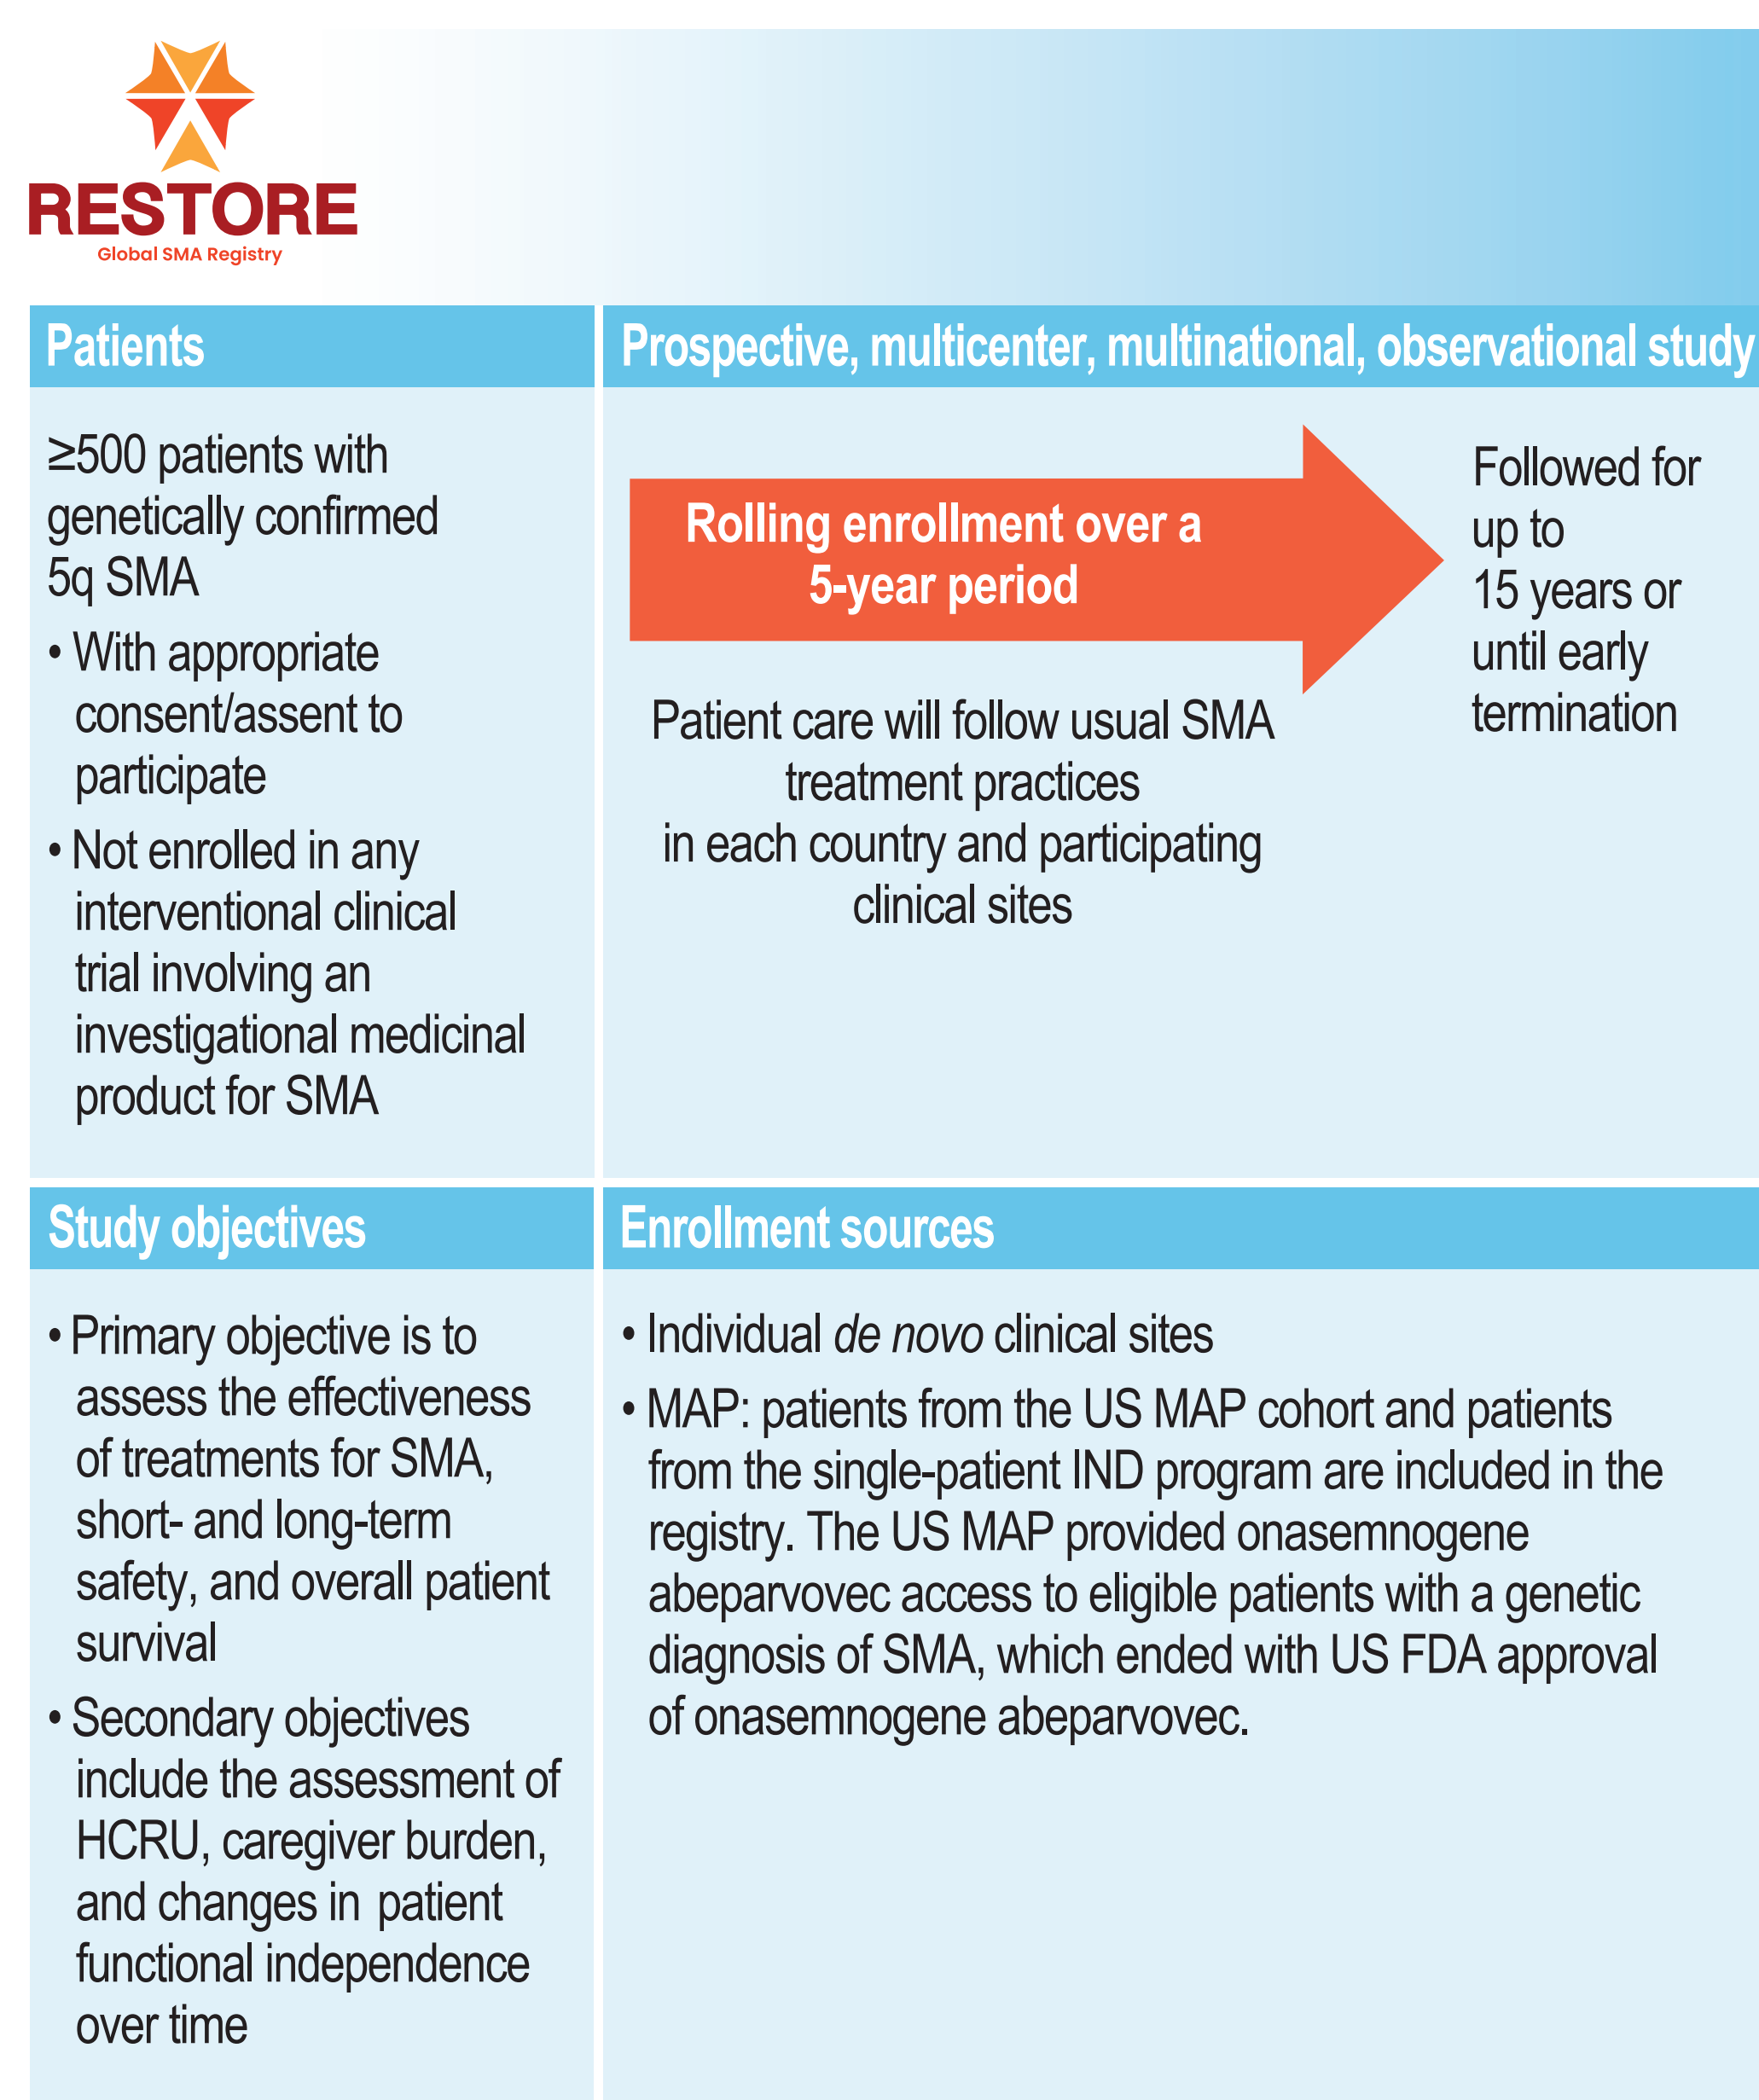 RESTORE
Global SMA Registry
Patients
≥500 patients with
genetically confirmed
5q SMA
• With appropriate
consent/assent to
participate
• Not enrolled in any
interventional clinical
trial involving an
investigational medicinal
product for SMA
Prospective, multicenter, multinational, observational study
Rolling enrollment over a
5-year period
Patient care will follow usual SMA
treatment practices
in each country and participating
clinical sites
Followed for
up to
15 years or
until early
termination
Study objectives
• Primary objective is to
assess the effectiveness
of treatments for SMA,
short- and long-term
safety, and overall patient
survival
• Secondary objectives
include the assessment of
HCRU, caregiver burden,
and changes in patient
functional independence
over time
Enrollment sources
• Individual de novo clinical sites
• MAP: patients from the US MAP cohort and patients
from the single-patient IND program are included in the
registry. The US MAP provided onasemnogene
abeparvovec access to eligible patients with a genetic
diagnosis of SMA, which ended with US FDA approval
of onasemnogene abeparvovec.